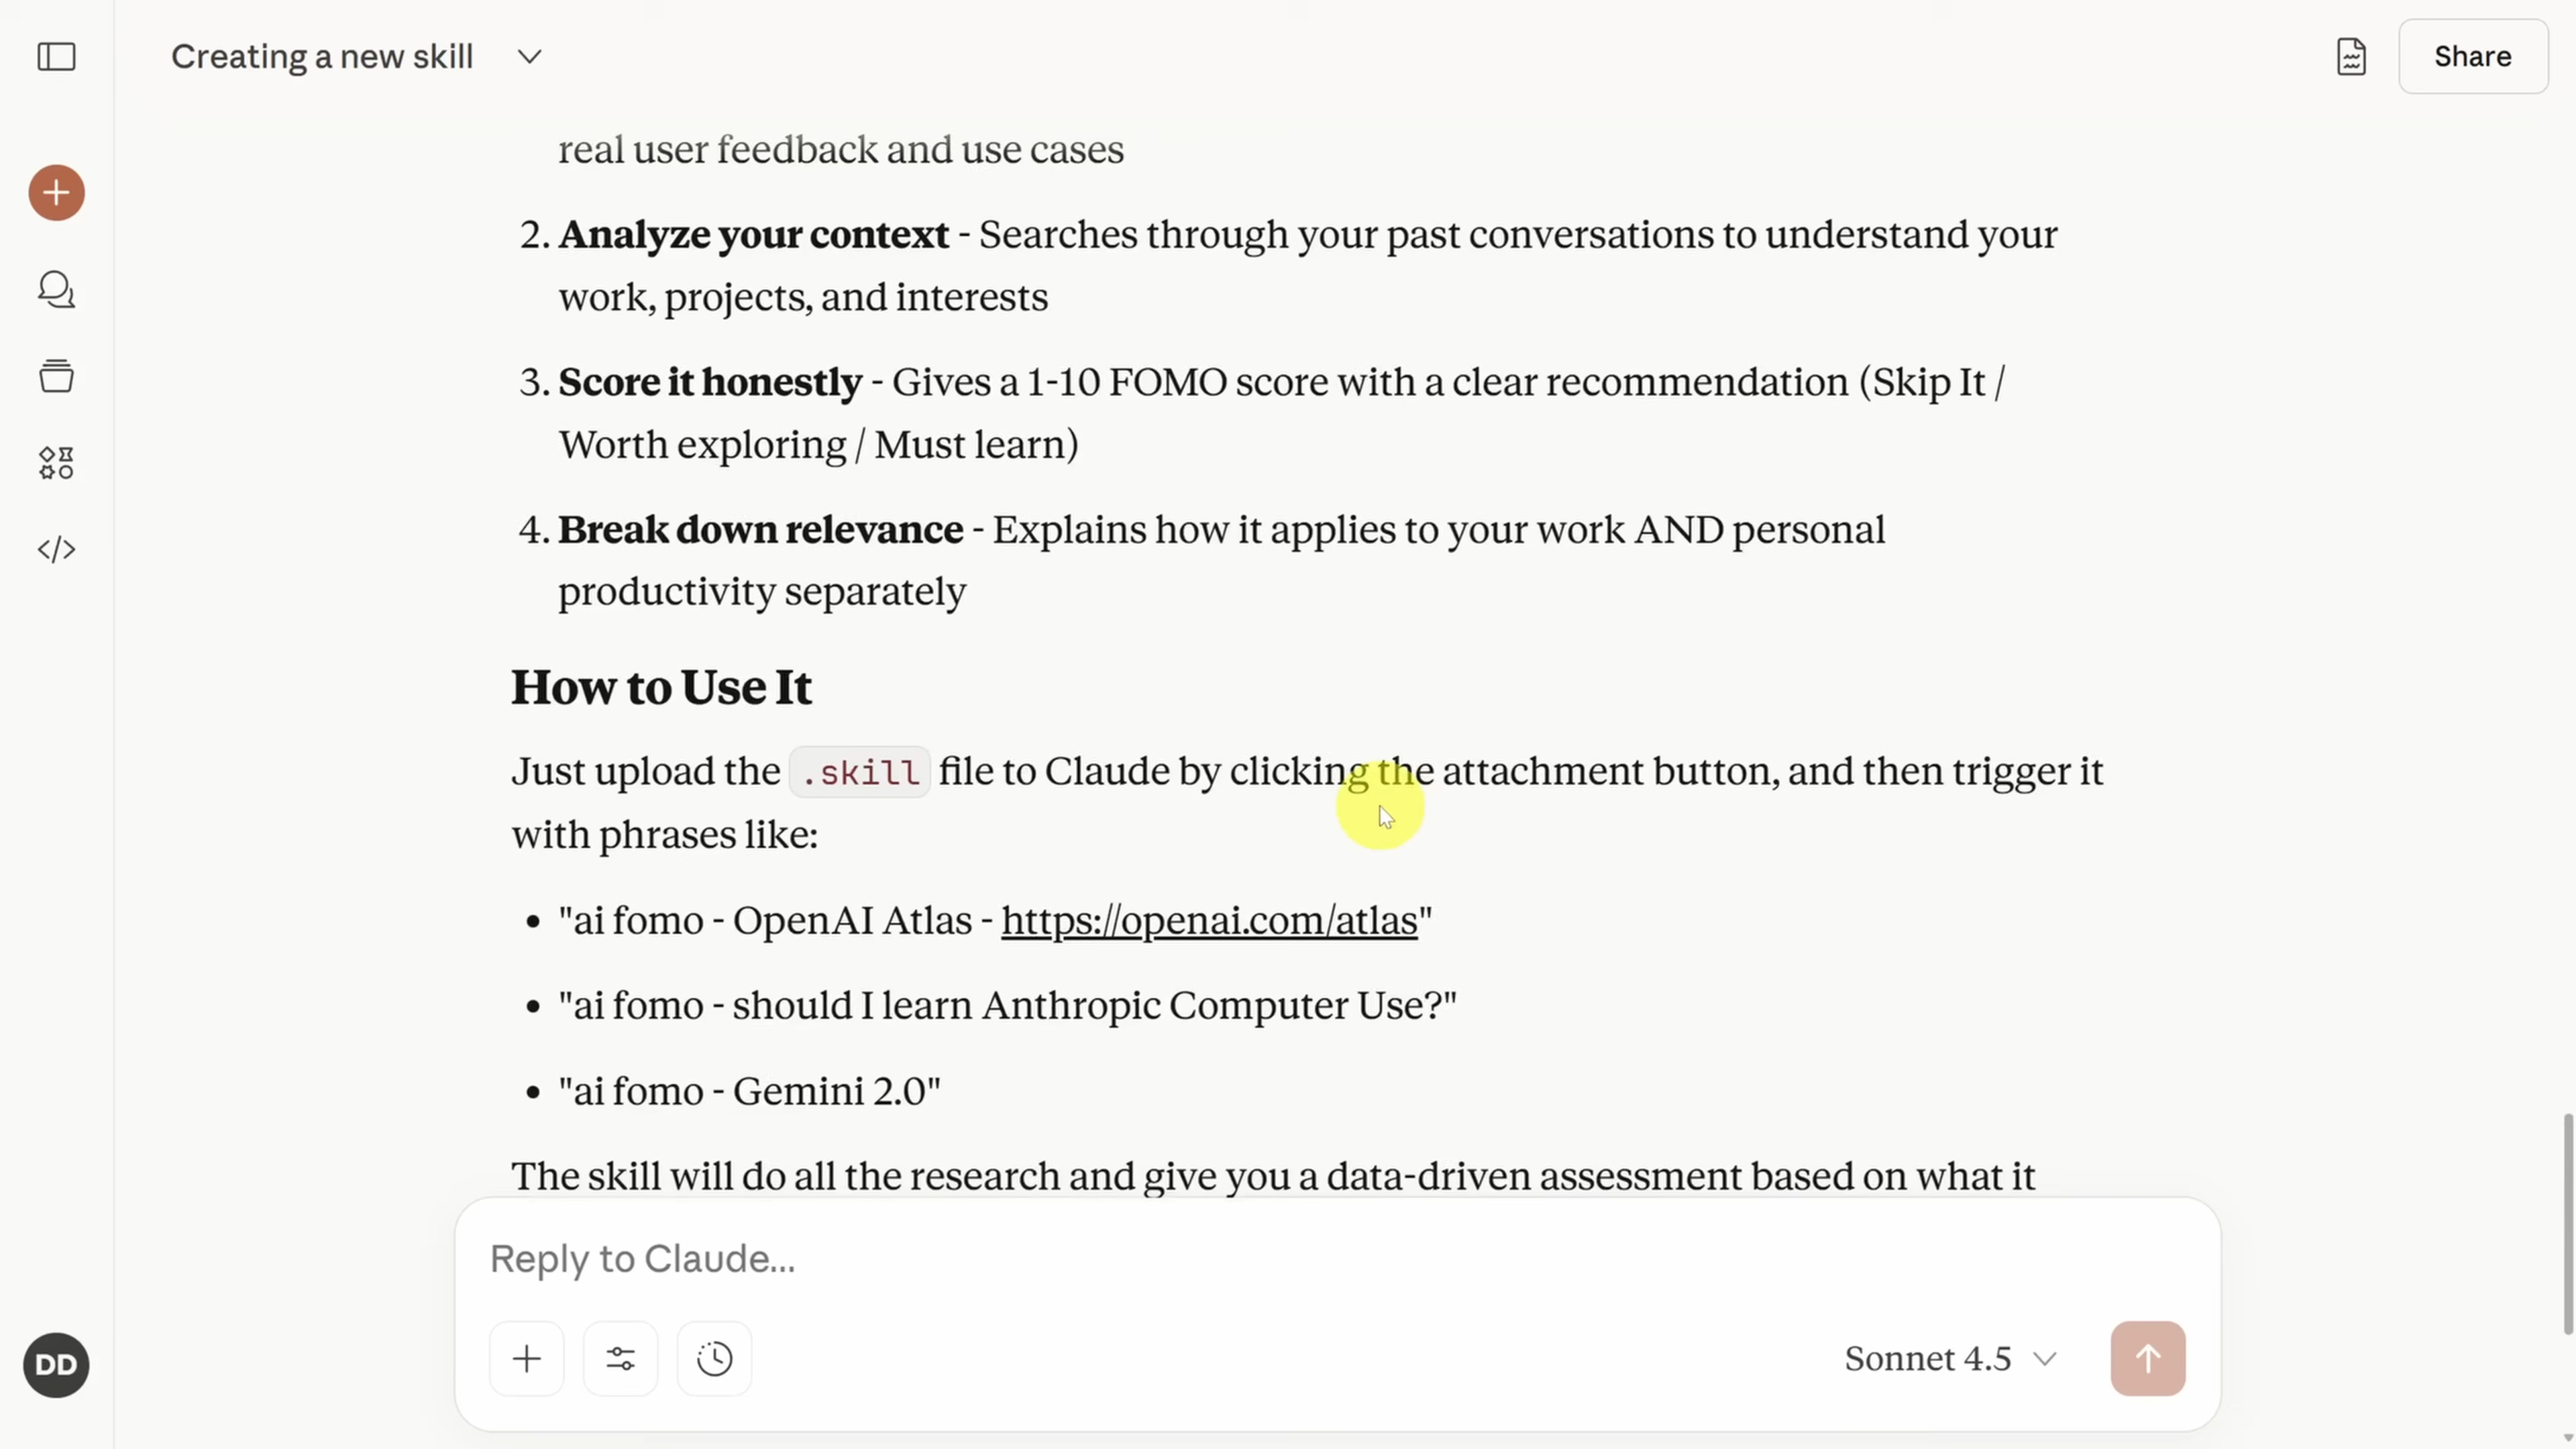 Creating a new skill
Share
real user feedback and use cases
2. Analyze your context - Searches through your past conversations to understand your
work, projects, and interests
3. Score it honestly - Gives a 1-10 FOMO score with a clear recommendation (Skip It /
Worth exploring / Must learn)
4. Break down relevance - Explains how it applies to your work AND personal
productivity separately
How to Use It
Just upload the .skill file to Claude by clicking the attachment button, and then trigger it
with phrases like:
• "ai fomo - OpenAI Atlas - https://openai.com/atlas"
• "ai fomo - should I learn Anthropic Computer Use?"
• "ai fomo - Gemini 2.0"
The skill will do all the research and give you a data-driven assessment based on what it
Reply to Claude...
Sonnet 4.5
DD